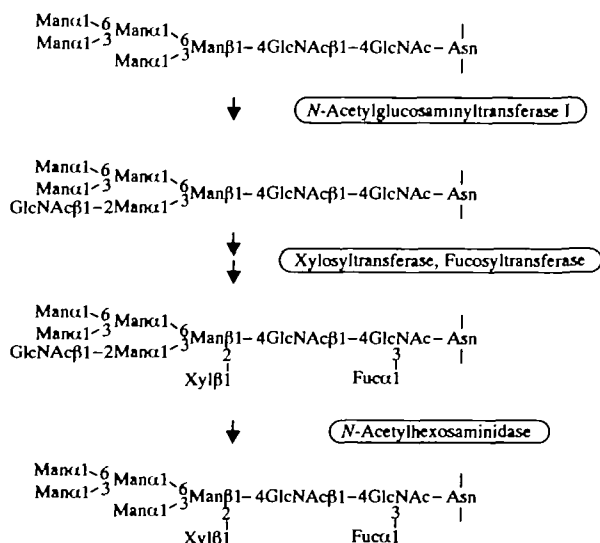 Manα1
6
Manα1
Manα1
3
6
Manβ1–4GlcNAcβ1–4GlcNAc–Asn
Manα1
3
N-Acetylglucosaminyltransferase I
Manα1
6
Manα1
Manα1
3
6
Manβ1–4GlcNAcβ1–4GlcNAc–Asn
GlcNAcβ1–2Manα1
3
Xylosyltransferase, Fucosyltransferase
Manα1
6
Manα1
Manα1
3
6
Manβ1–4GlcNAcβ1–4GlcNAc–Asn
GlcNAcβ1–2Manα1
3
2
3
Xylβ1
Fucα1
N-Acetylhexosaminidase
Manα1
6
Manα1
Manα1
3
6
Manβ1–4GlcNAcβ1–4GlcNAc–Asn
Manα1
3
2
3
Xylβ1
Fucα1